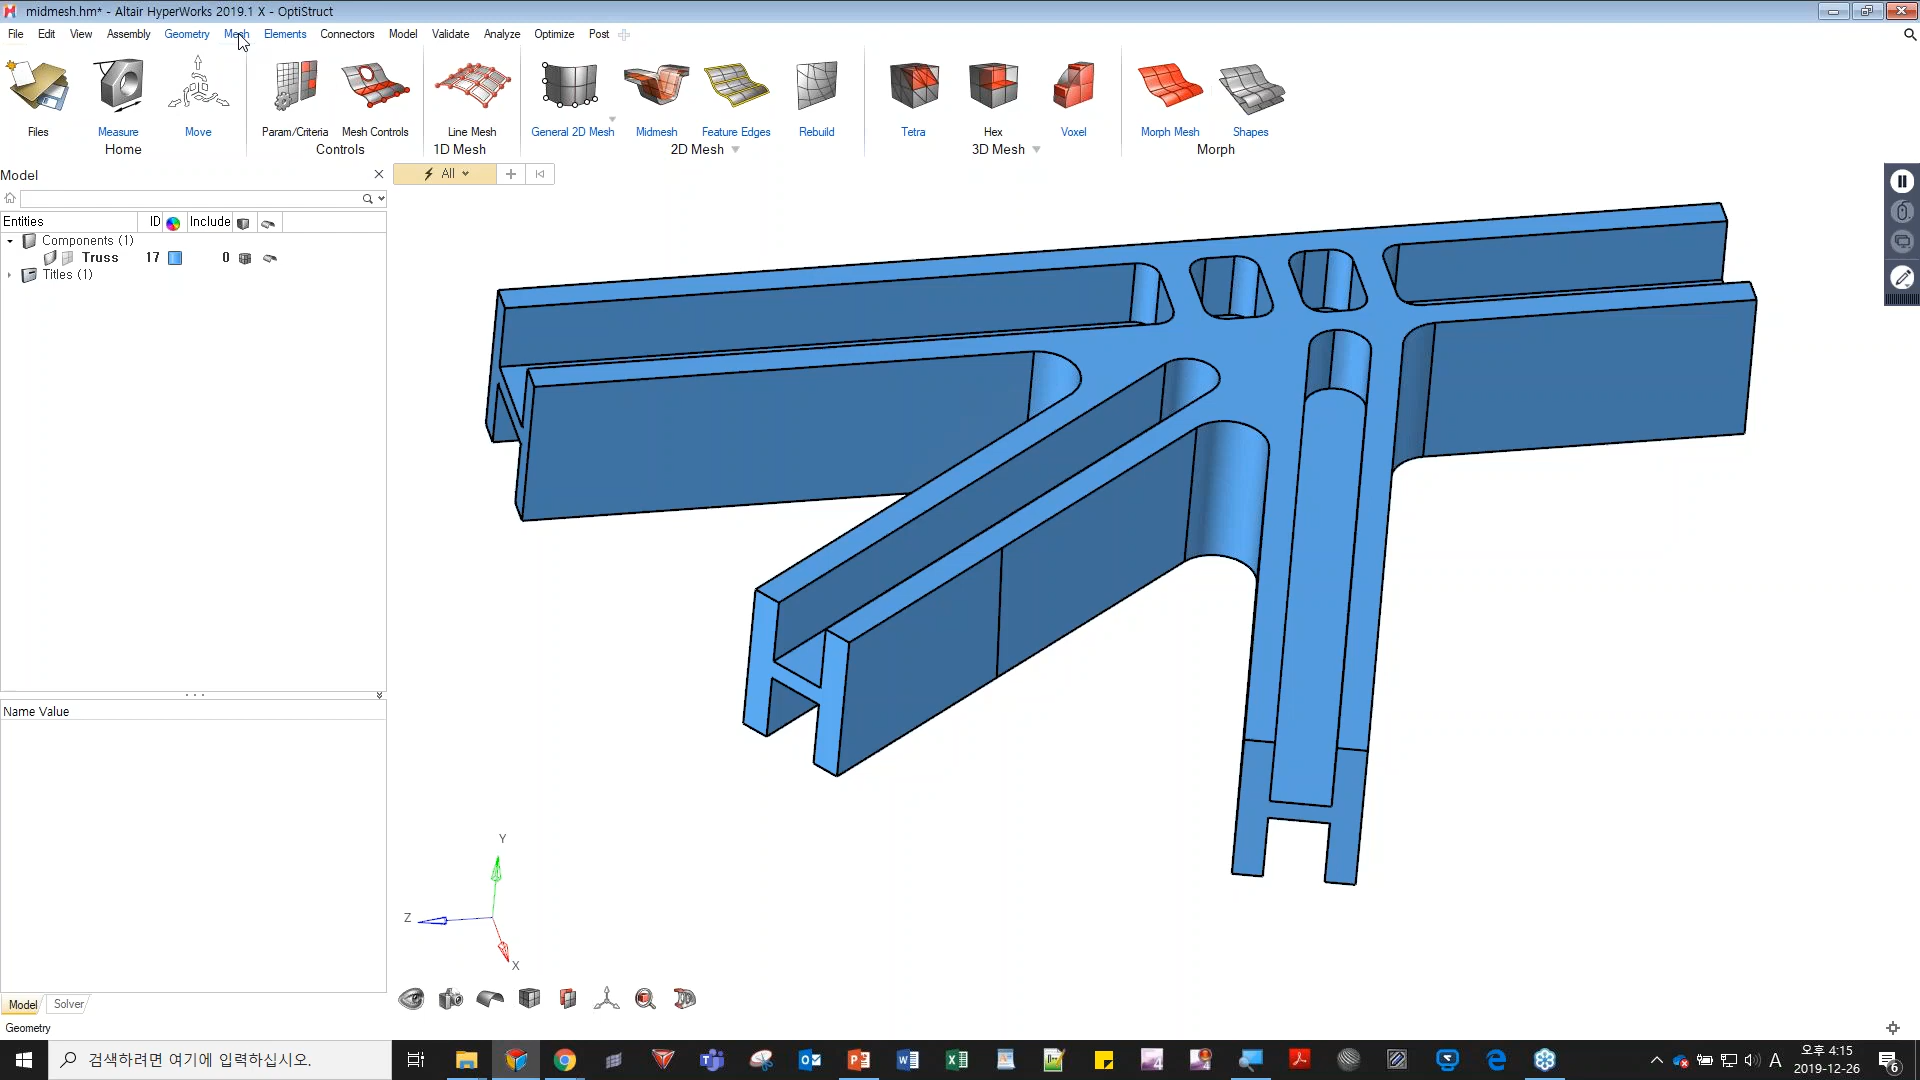 midmesh.hm* - Altair HyperWorks 2019.1 X - OptiStruct
File Edit View Assembly Geometry Mesh Elements Connectors Model Validate Analyze Optimize Post
Files Measure Move Param/Criteria Mesh Controls Line Mesh General 2D Mesh Midmesh Feature Edges Rebuild Tetra Hex Voxel Morph Mesh Shapes
Home Controls 1D Mesh 2D Mesh 3D Mesh Morph
Model
All
Entities ID Include
Components (1)
Truss 17 0
Titles (1)
Name Value
Y
Z
X
Model Solver
Geometry
검색하려면 여기에 입력하십시오.
A
오후 4:15
2019-12-26
6